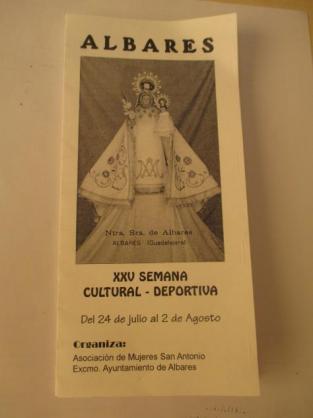 ALBARES
Ntra. Sra. de Albares
ALBARES (Guadalajara)
XXV SEMANA
CULTURAL - DEPORTIVA
Del 24 de julio al 2 de Agosto
Organiza:
Asociación de Mujeres San Antonio
Excmo. Ayuntamiento de Albares